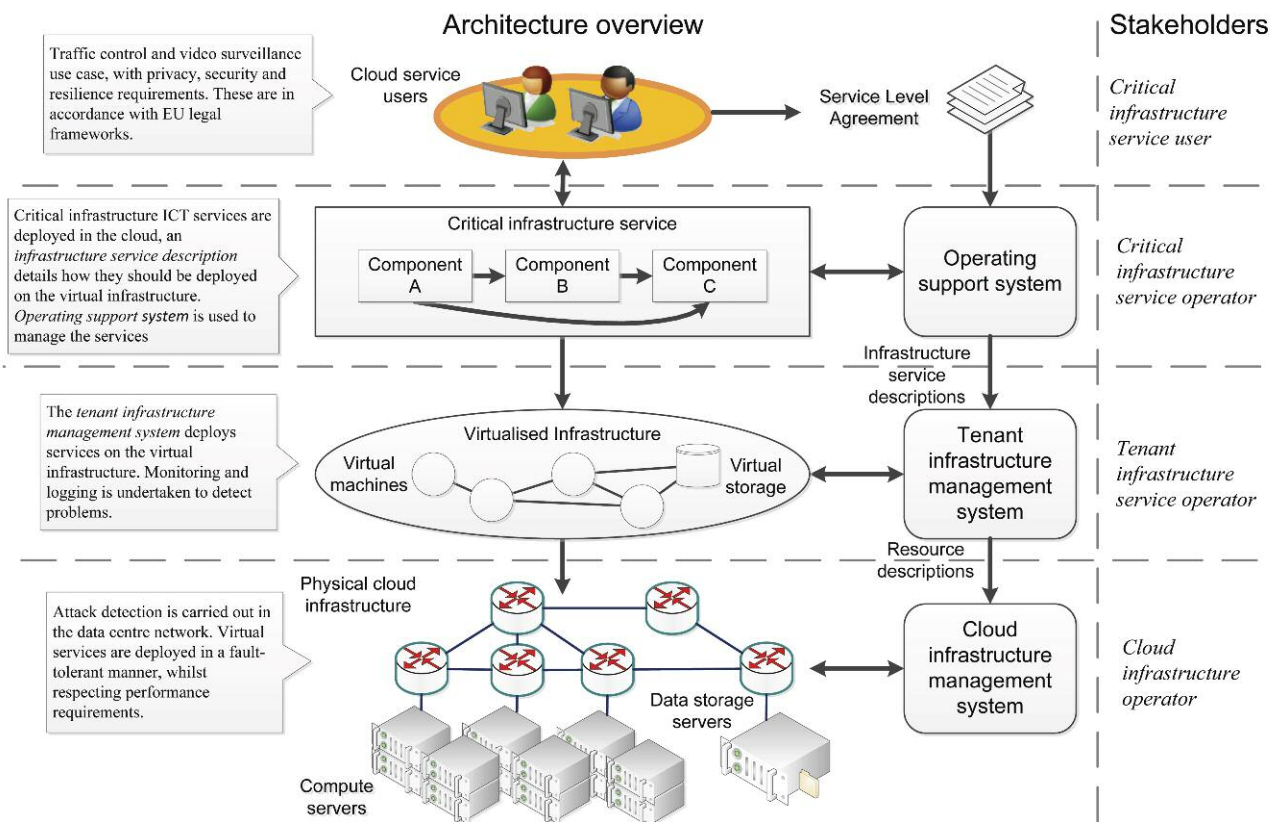 Architecture overview
Stakeholders
Traffic control and video surveillance
use case, with privacy, security and
resilience requirements. These are in
accordance with EU legal
frameworks.
Cloud service
users
Service Level
Agreement
Critical
infrastructure
service user
Critical infrastructure ICT services are
deployed in the cloud, an
infrastructure service description
details how they should be deployed
on the virtual infrastructure.
Operating support system is used to
manage the services
Critical infrastructure service
Component
A
Component
B
Component
C
Operating
support system
Critical
infrastructure
service operator
Infrastructure
service
descriptions
The tenant infrastructure
management system deploys
services on the virtual
infrastructure. Monitoring and
logging is undertaken to detect
problems.
Virtualised Infrastructure
Virtual
machines
Virtual
storage
Tenant
infrastructure
management
system
Tenant
infrastructure
service operator
Resource
descriptions
Physical cloud
infrastructure
Attack detection is carried out in
the data centre network. Virtual
services are deployed in a fault-
tolerant manner, whilst
respecting performance
requirements.
Data storage
servers
Compute
servers
Cloud
infrastructure
management
system
Cloud
infrastructure
operator